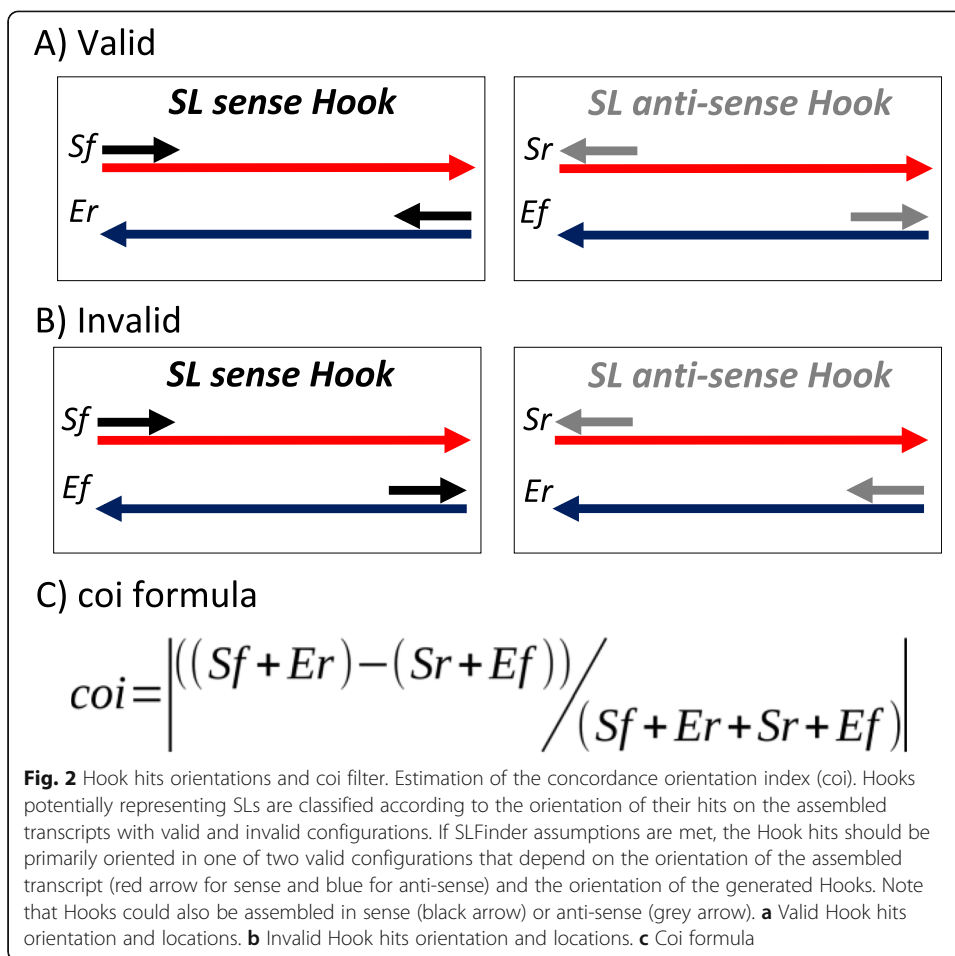 A) Valid
SL sense Hook
Sf
Er
SL anti-sense Hook
Sr
Ef
B) Invalid
SL sense Hook
Sf
Ef
SL anti-sense Hook
Sr
Er
C) coi formula
coi=|((Sf+Er)−(Sr+Ef))/(Sf+Er+Sr+Ef)|
Fig. 2 Hook hits orientations and coi filter. Estimation of the concordance orientation index (coi). Hooks
potentially representing SLs are classified according to the orientation of their hits on the assembled
transcripts with valid and invalid configurations. If SLFinder assumptions are met, the Hook hits should be
primarily oriented in one of two valid configurations that depend on the orientation of the assembled
transcript (red arrow for sense and blue for anti-sense) and the orientation of the generated Hooks. Note
that Hooks could also be assembled in sense (black arrow) or anti-sense (grey arrow). a Valid Hook hits
orientation and locations. b Invalid Hook hits orientation and locations. c Coi formula